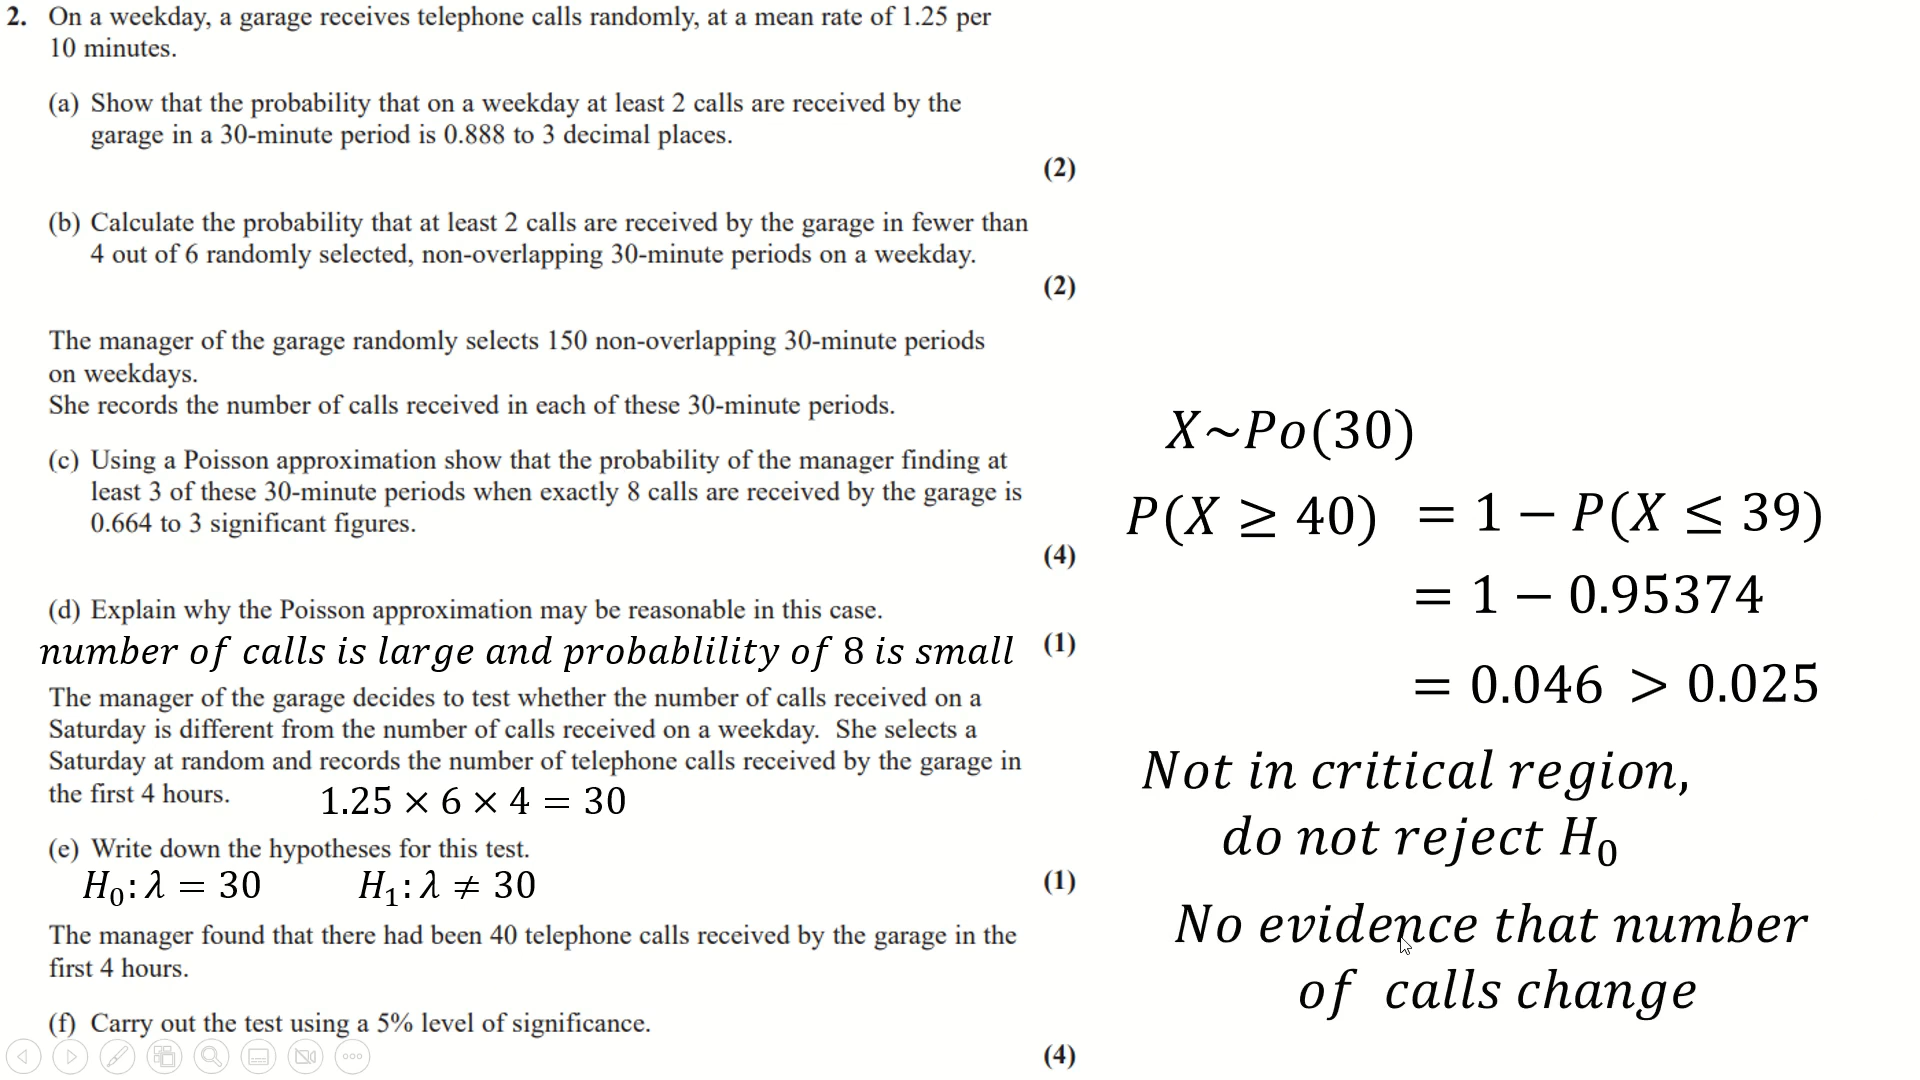 2. On a weekday, a garage receives telephone calls randomly, at a mean rate of 1.25 per
10 minutes.
(a) Show that the probability that on a weekday at least 2 calls are received by the
garage in a 30-minute period is 0.888 to 3 decimal places.
(2)
(b) Calculate the probability that at least 2 calls are received by the garage in fewer than
4 out of 6 randomly selected, non-overlapping 30-minute periods on a weekday.
(2)
The manager of the garage randomly selects 150 non-overlapping 30-minute periods
on weekdays.
She records the number of calls received in each of these 30-minute periods.
(c) Using a Poisson approximation show that the probability of the manager finding at
least 3 of these 30-minute periods when exactly 8 calls are received by the garage is
0.664 to 3 significant figures.
(4)
(d) Explain why the Poisson approximation may be reasonable in this case.
number of calls is large and probablility of 8 is small (1)
The manager of the garage decides to test whether the number of calls received on a
Saturday is different from the number of calls received on a weekday. She selects a
Saturday at random and records the number of telephone calls received by the garage in
the first 4 hours. 1.25 × 6 × 4 = 30
(e) Write down the hypotheses for this test.
H₀: λ = 30 H₁: λ ≠ 30 (1)
The manager found that there had been 40 telephone calls received by the garage in the
first 4 hours.
(f) Carry out the test using a 5% level of significance.
(4)
X~Po(30)
P(X ≥ 40) = 1 − P(X ≤ 39)
= 1 − 0.95374
= 0.046 > 0.025
Not in critical region,
do not reject H₀
No evidence that number
of calls change